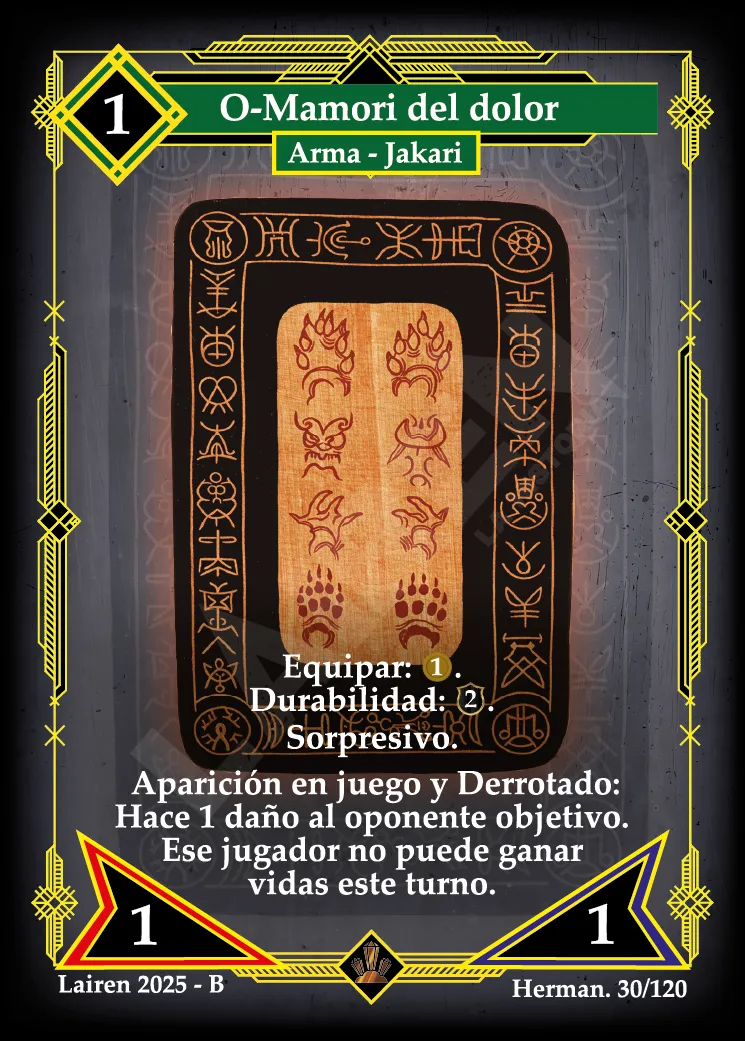 1
O-Mamori del dolor
Arma - Jakari
Equipar: 1.
Durabilidad: 2.
Sorpresivo.
Aparición en juego y Derrotado:
Hace 1 daño al oponente objetivo.
Ese jugador no puede ganar
vidas este turno.
1
1
Lairen 2025 - B
Herman. 30/120